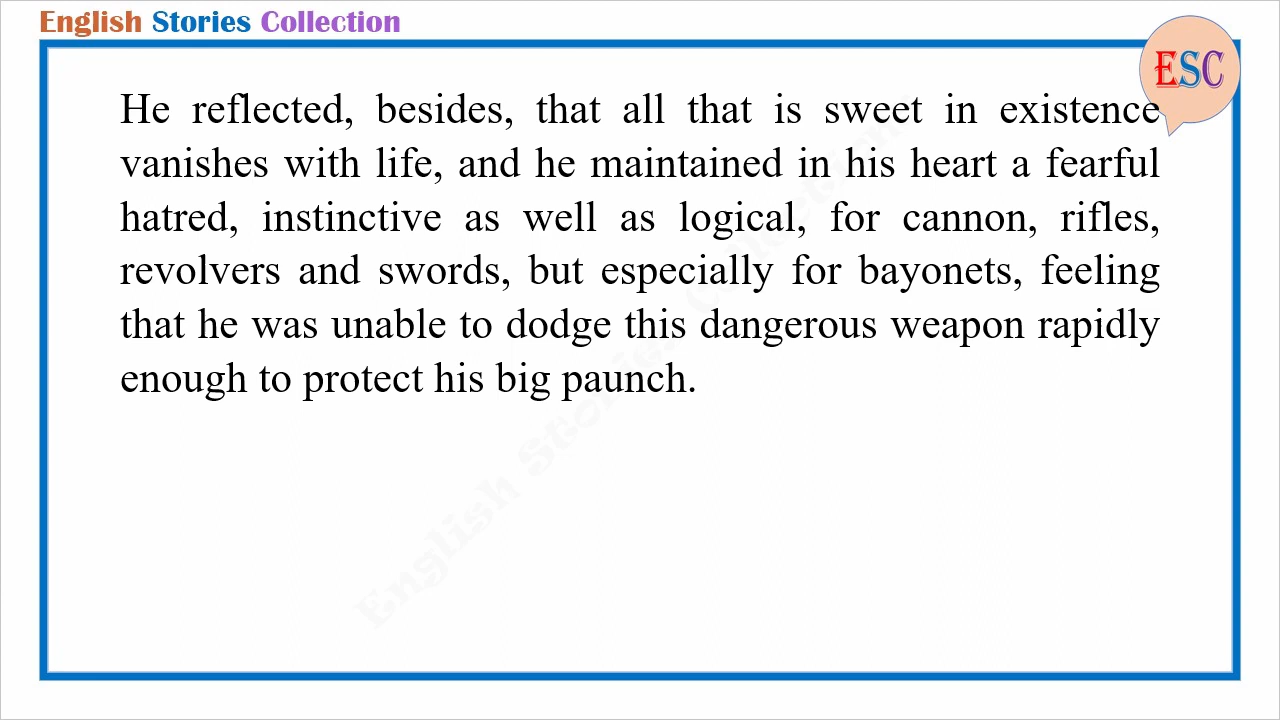 English Stories Collection
ESC
He reflected, besides, that all that is sweet in existence
vanishes with life, and he maintained in his heart a fearful
hatred, instinctive as well as logical, for cannon, rifles,
revolvers and swords, but especially for bayonets, feeling
that he was unable to dodge this dangerous weapon rapidly
enough to protect his big paunch.
English Stories Collection